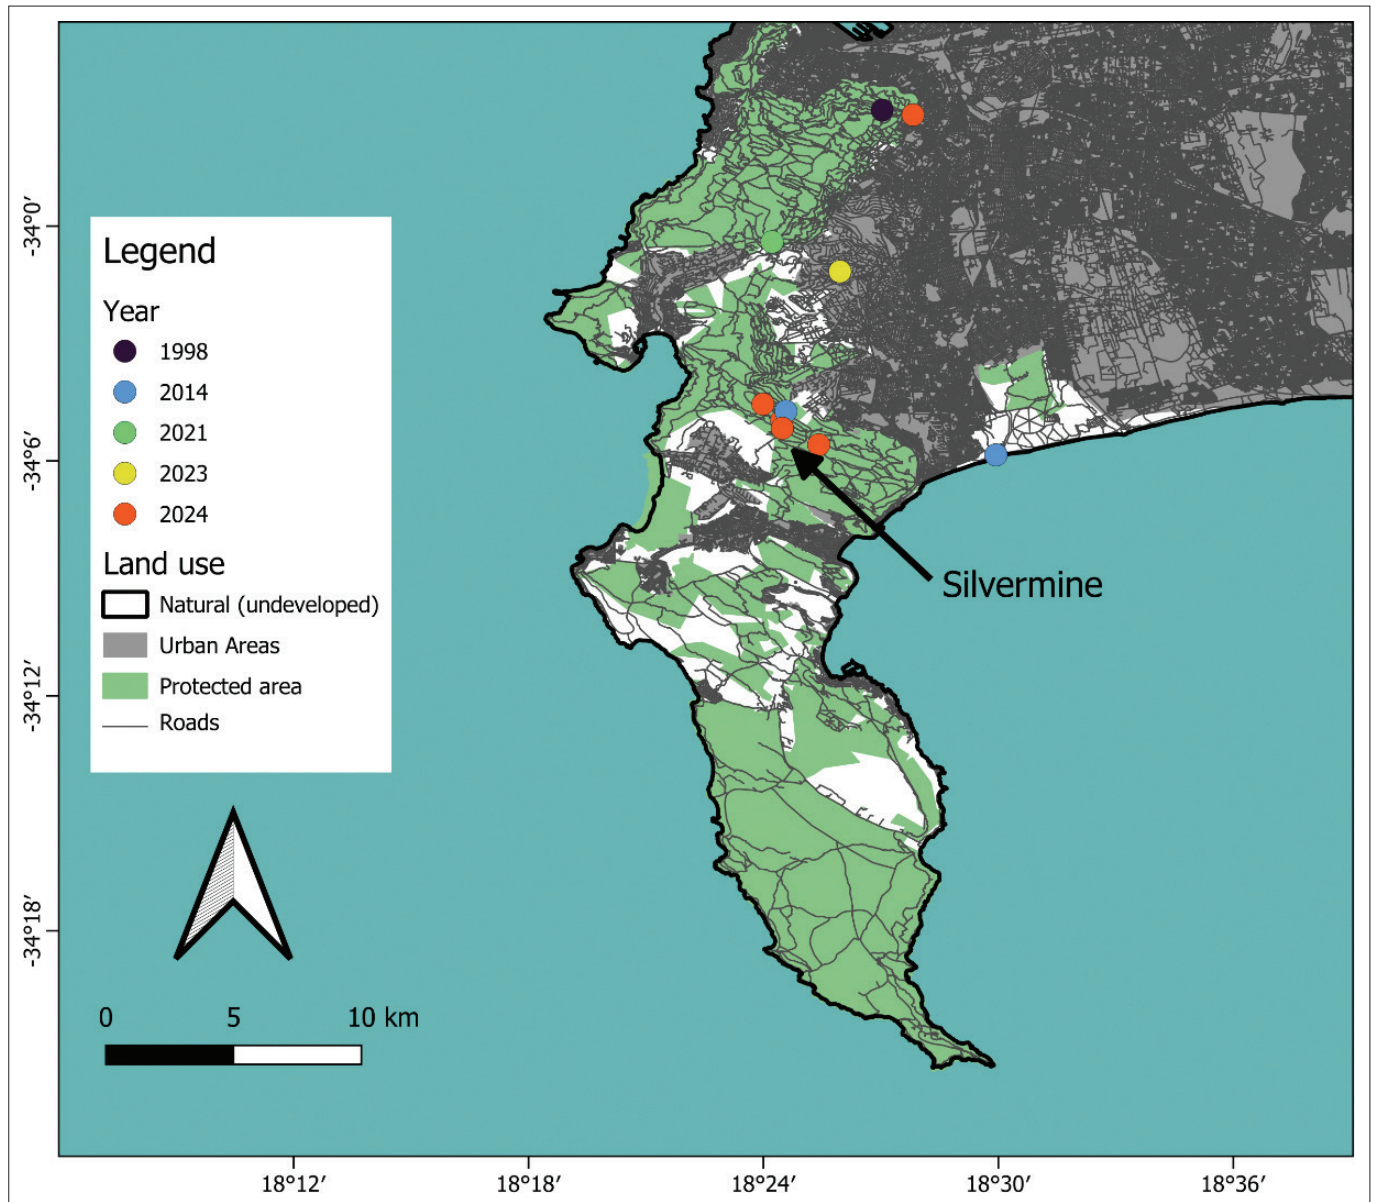 -34°0′
-34°6′
-34°12′
-34°18′
Legend
Year
1998
2014
2021
2023
2024
Land use
Natural (undeveloped)
Urban Areas
Protected area
Roads
Silvermine
0 5 10 km
18°12′ 18°18′ 18°24′ 18°30′ 18°36′